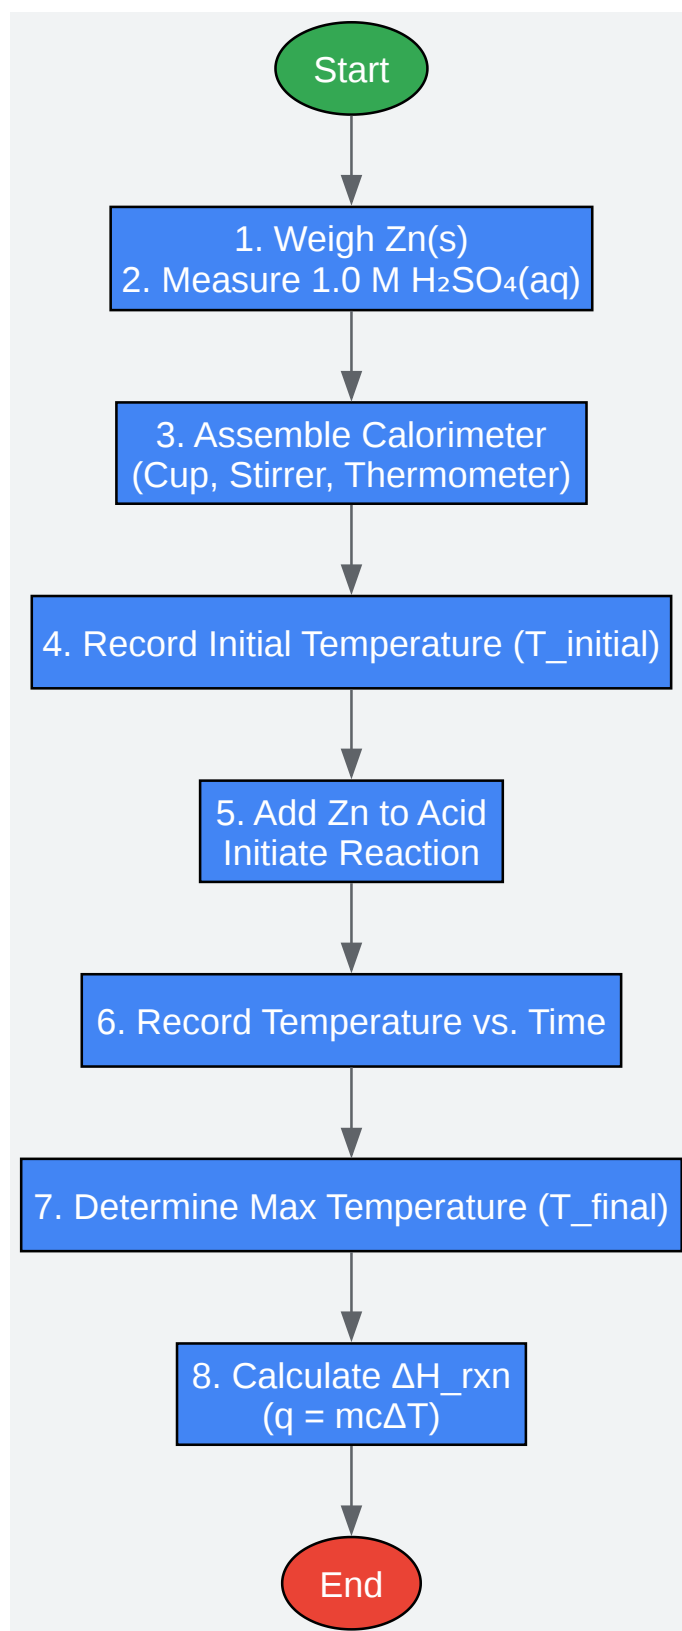 Start
1. Weigh Zn(s)
2. Measure 1.0 M H₂SO₄(aq)
3. Assemble Calorimeter
(Cup, Stirrer, Thermometer)
4. Record Initial Temperature (T_initial)
5. Add Zn to Acid
Initiate Reaction
6. Record Temperature vs. Time
7. Determine Max Temperature (T_final)
8. Calculate ΔH_rxn
(q = mcΔT)
End